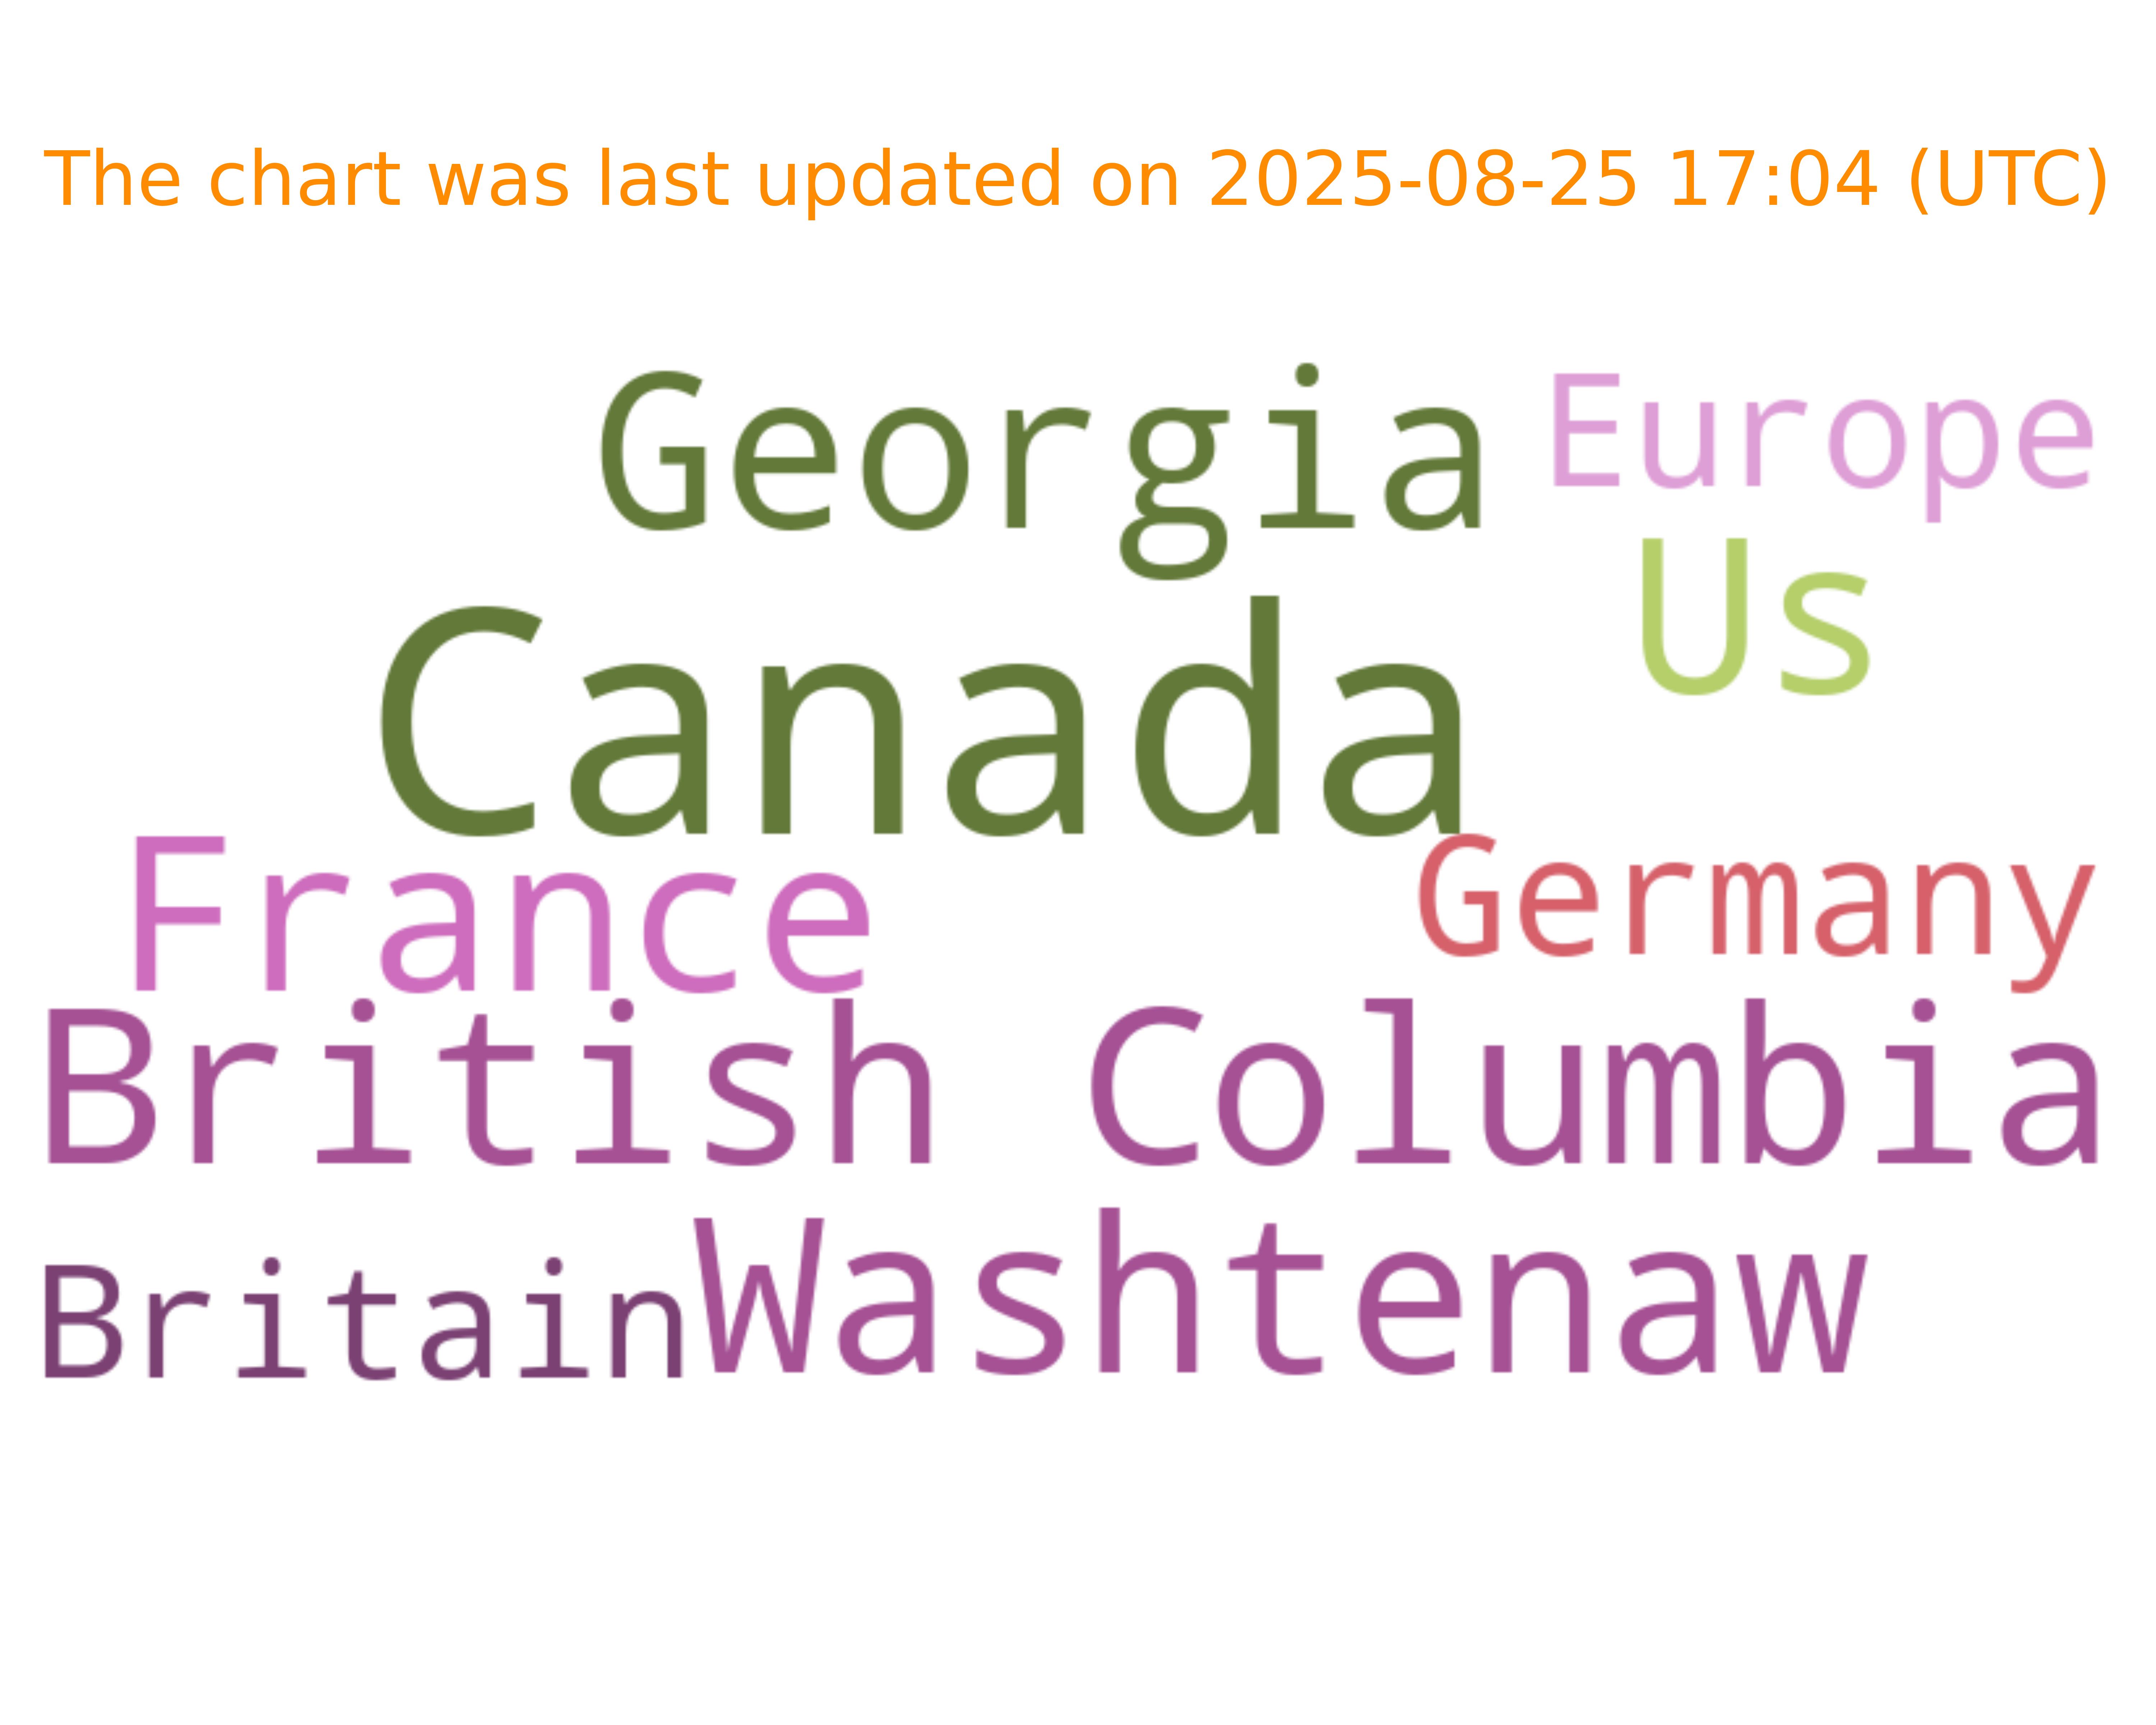 The chart was last updated on 2025-08-25 17:04 (UTC)
Georgia Europe
Us
Canada
France Germany
British Columbia
Britain Washtenaw